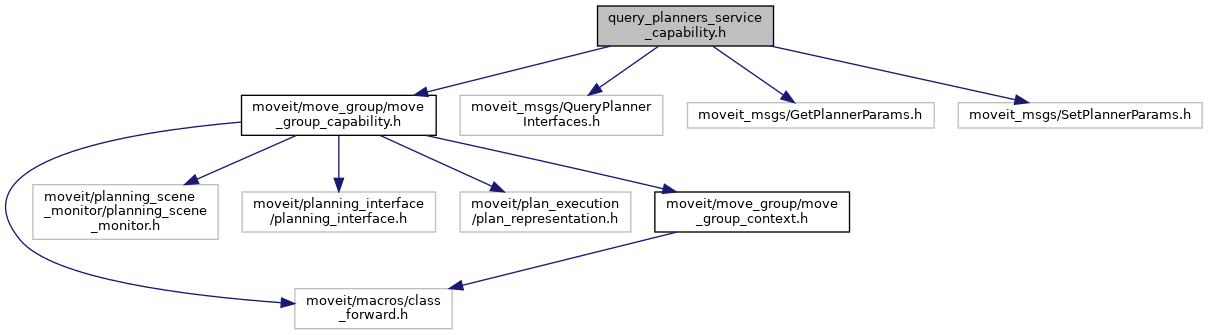 query_planners_service
_capability.h
moveit/move_group/move
_group_capability.h
moveit_msgs/QueryPlanner
Interfaces.h
moveit_msgs/GetPlannerParams.h
moveit_msgs/SetPlannerParams.h
moveit/planning_scene
_monitor/planning_scene
_monitor.h
moveit/planning_interface
/planning_interface.h
moveit/plan_execution
/plan_representation.h
moveit/move_group/move
_group_context.h
moveit/macros/class
_forward.h